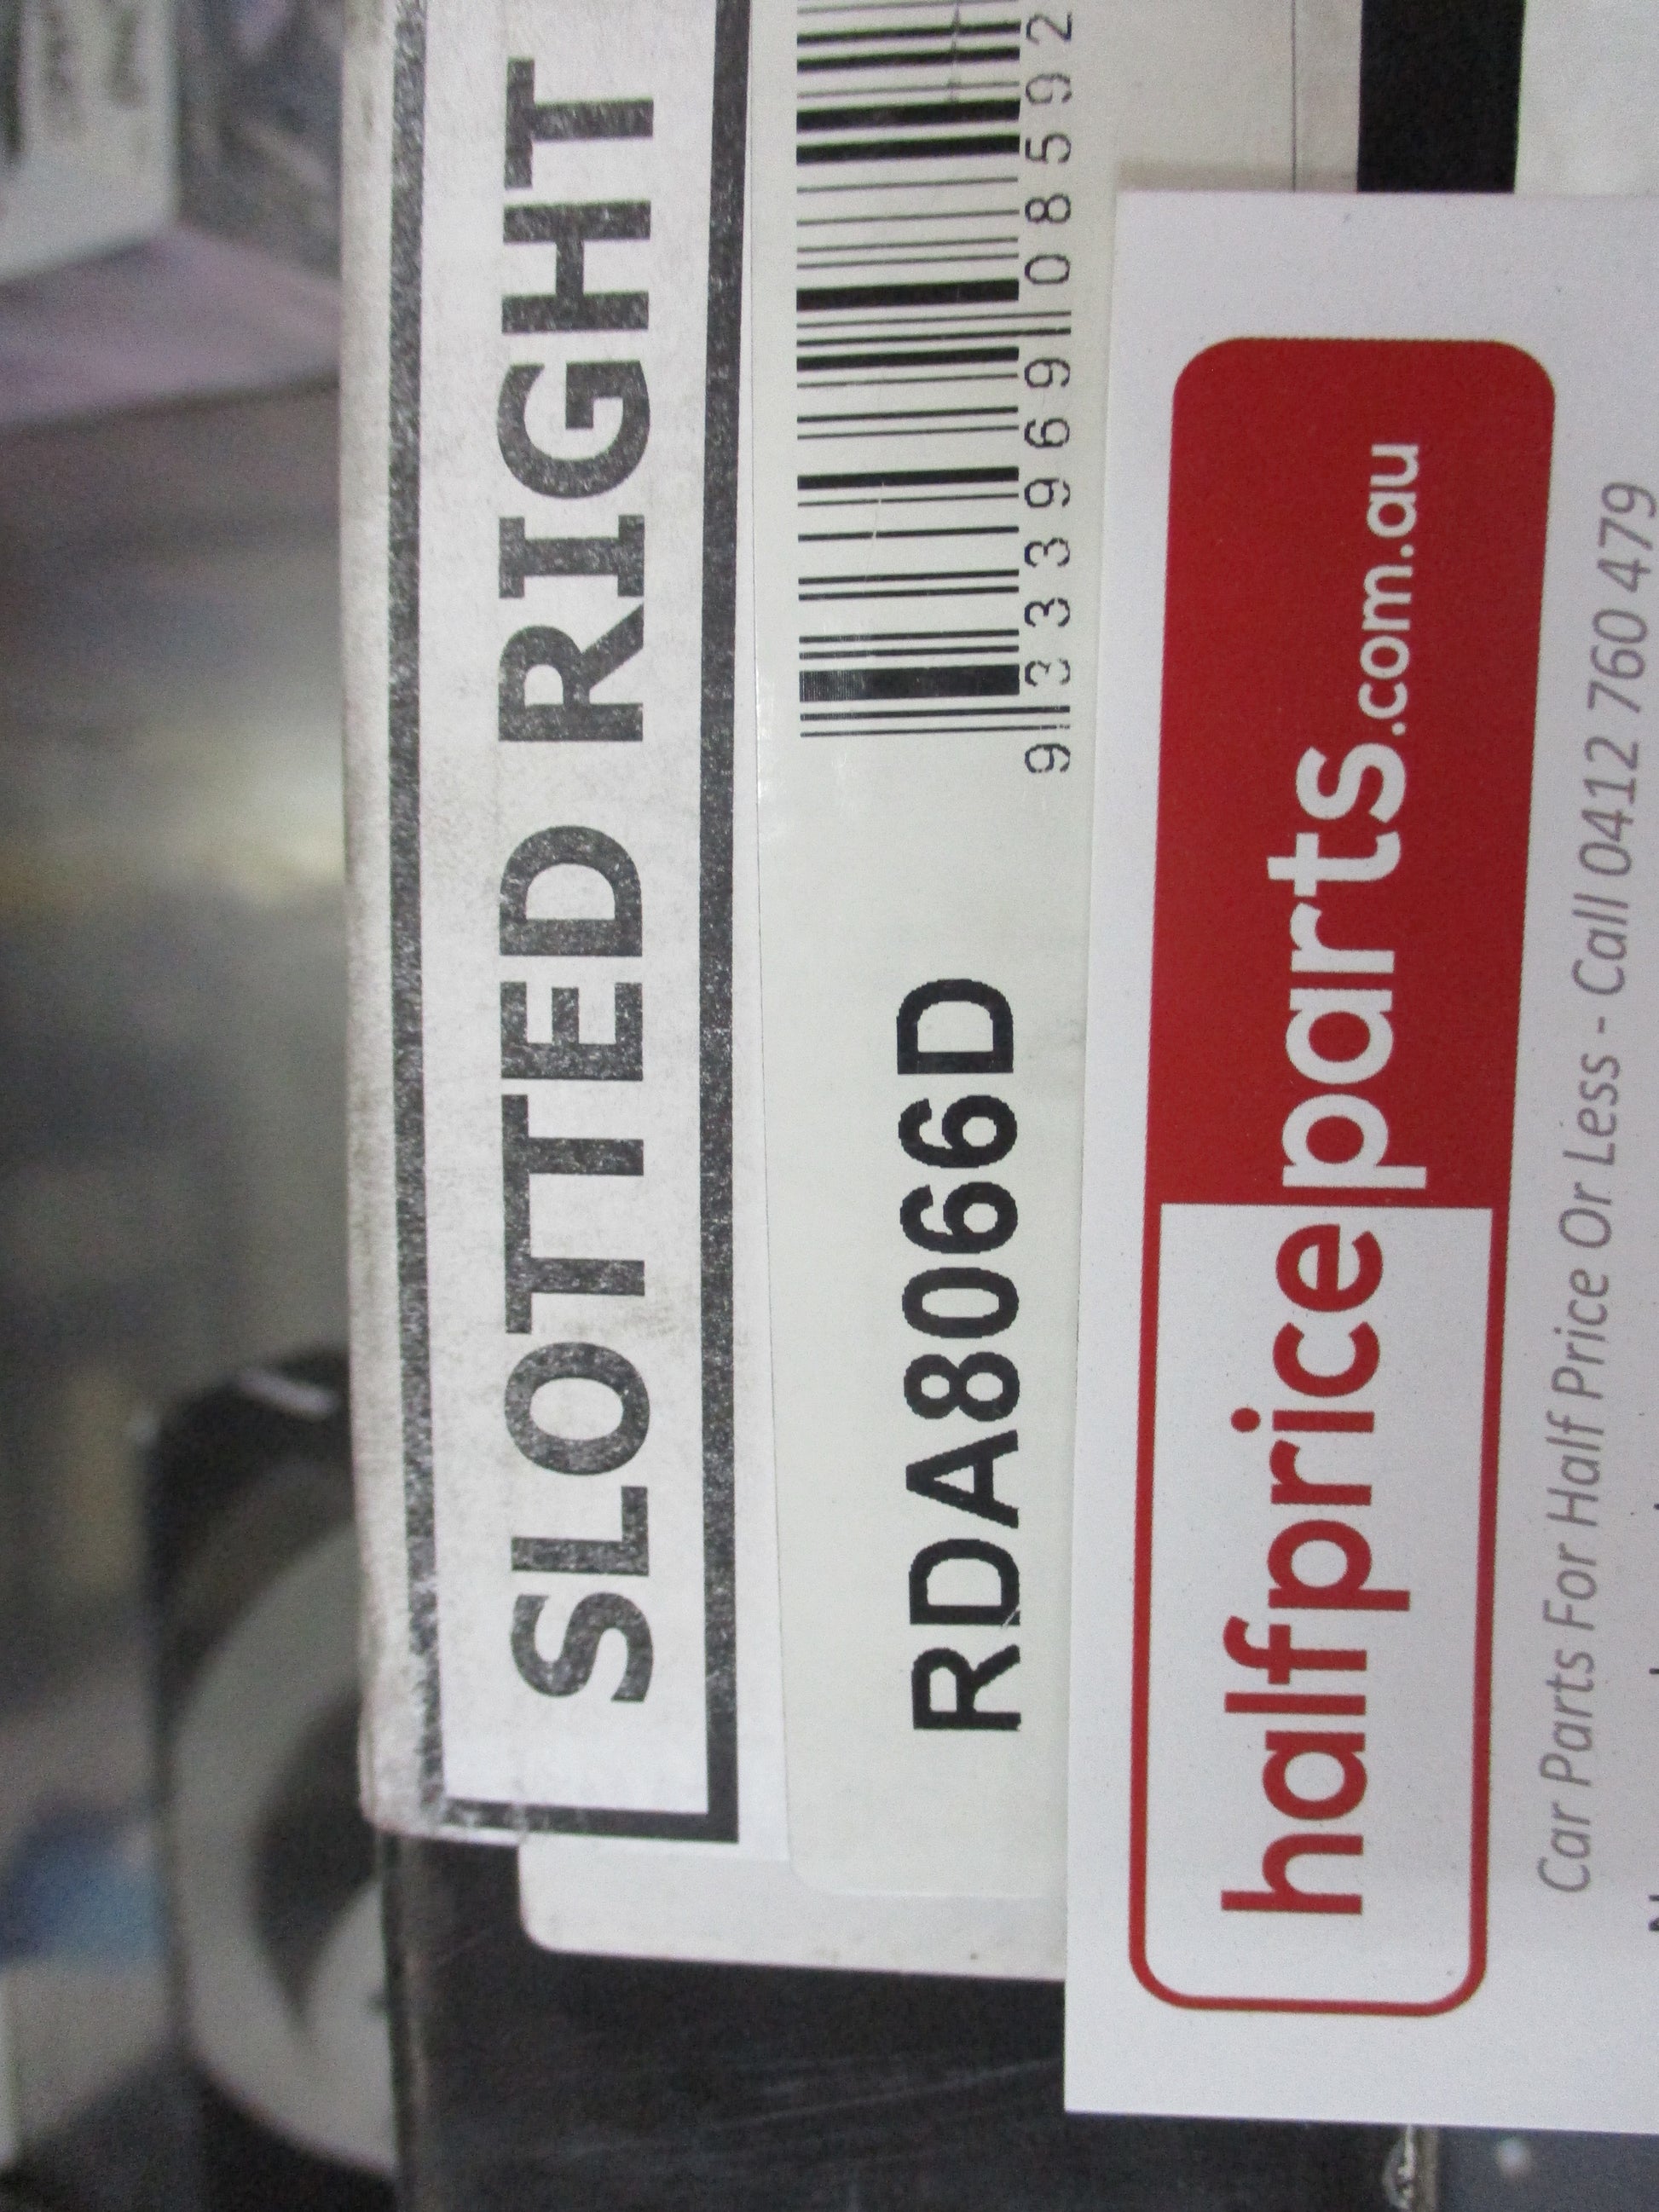 SLOTTED RIGHT
RDA8066D
9 333969 08592
halfpriceparts.com.au
Car Parts For Half Price Or Less - Call 0412 760 479